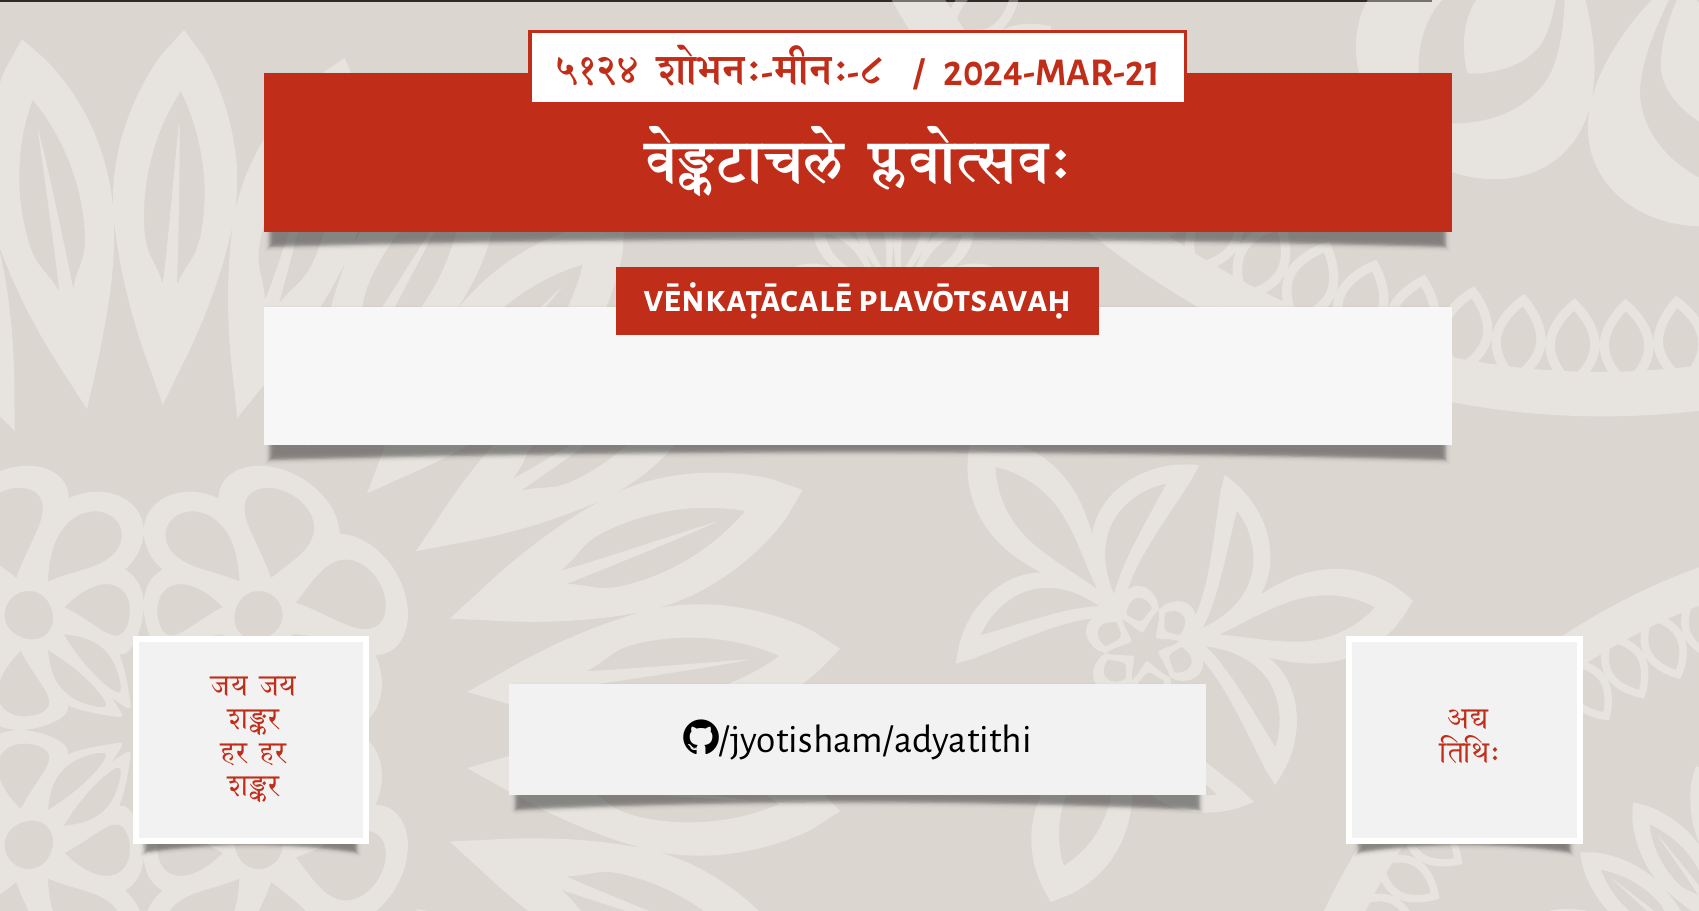 ५१२४ शोभनः-मीनः-८ / 2024-MAR-21
वेङ्कटाचले प्लवोत्सवः
VĒṄKAṬĀCALĒ PLAVŌTSAVAḤ
जय जय
शङ्कर
हर हर
शङ्कर
/jyotisham/adyatithi
अद्य
तिथिः